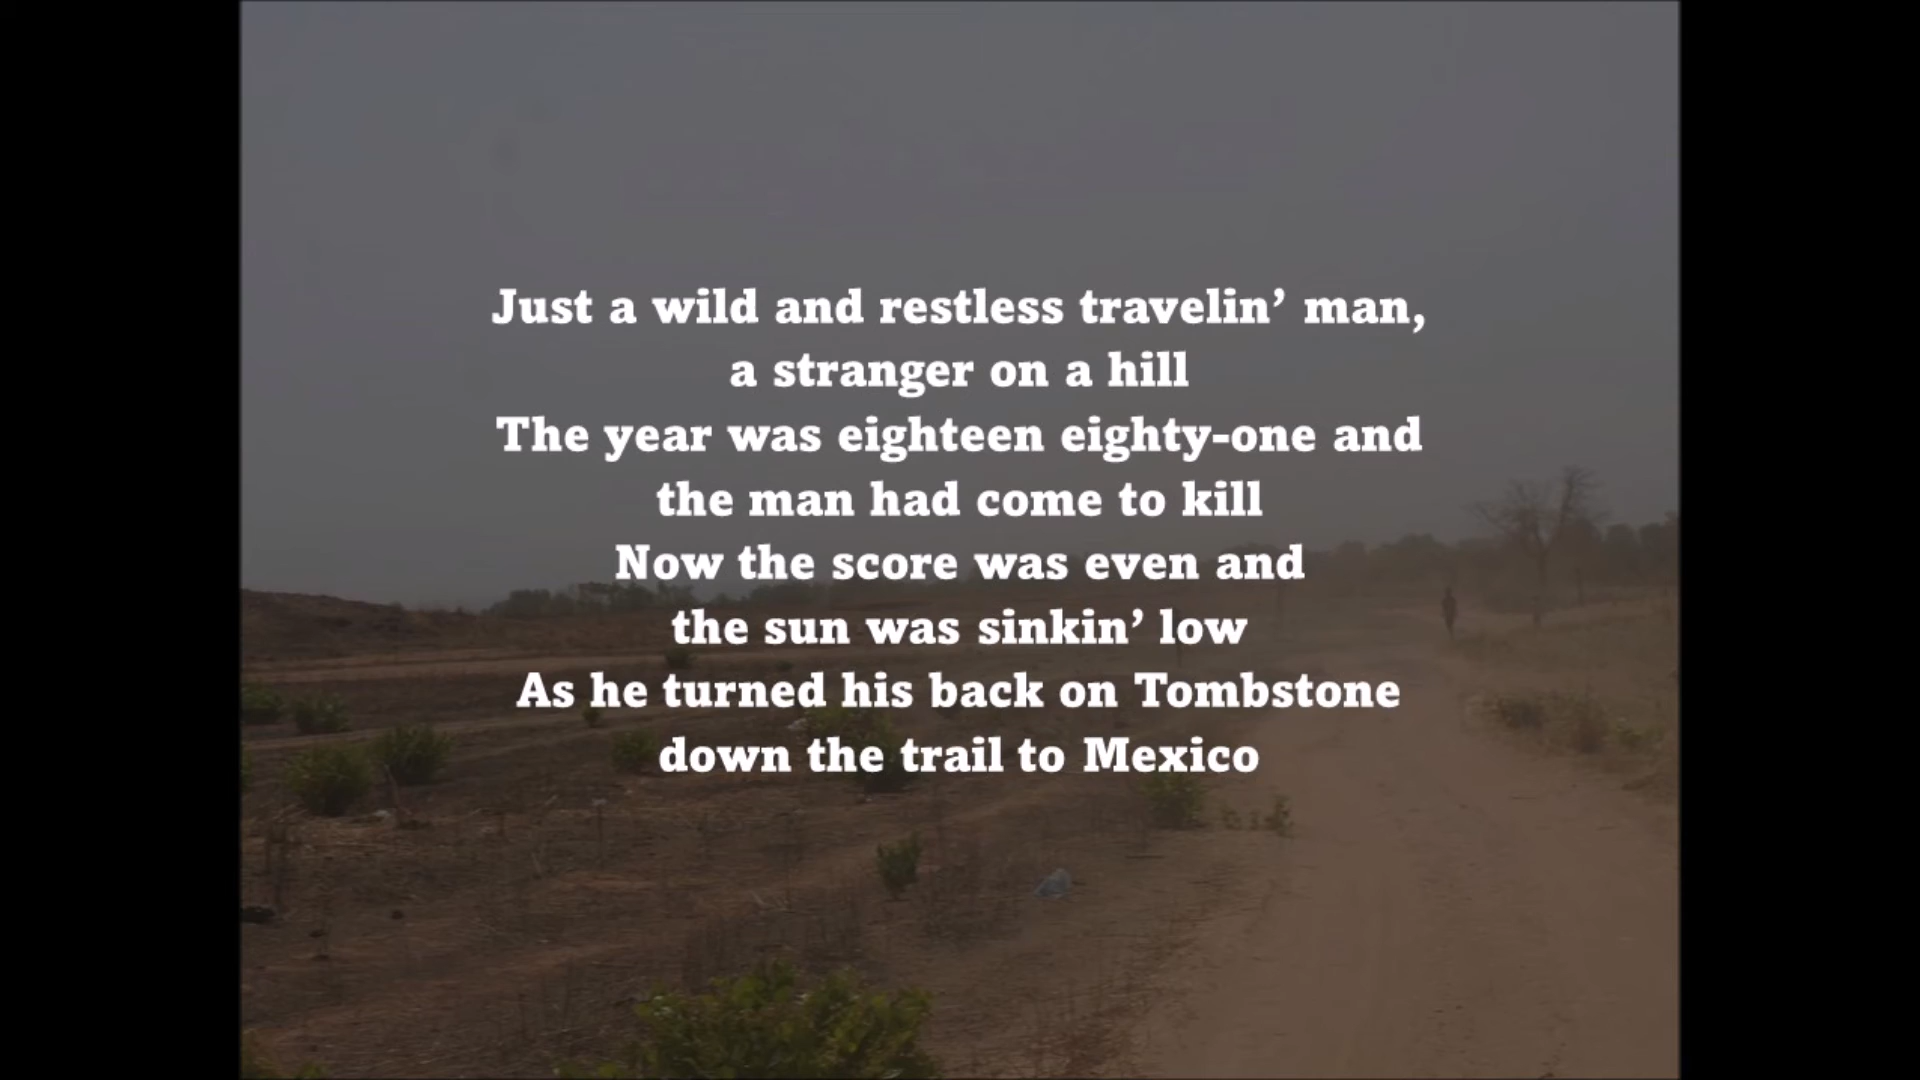 Just a wild and restless travelin’ man,
a stranger on a hill
The year was eighteen eighty-one and
the man had come to kill
Now the score was even and
the sun was sinkin’ low
As he turned his back on Tombstone
down the trail to Mexico